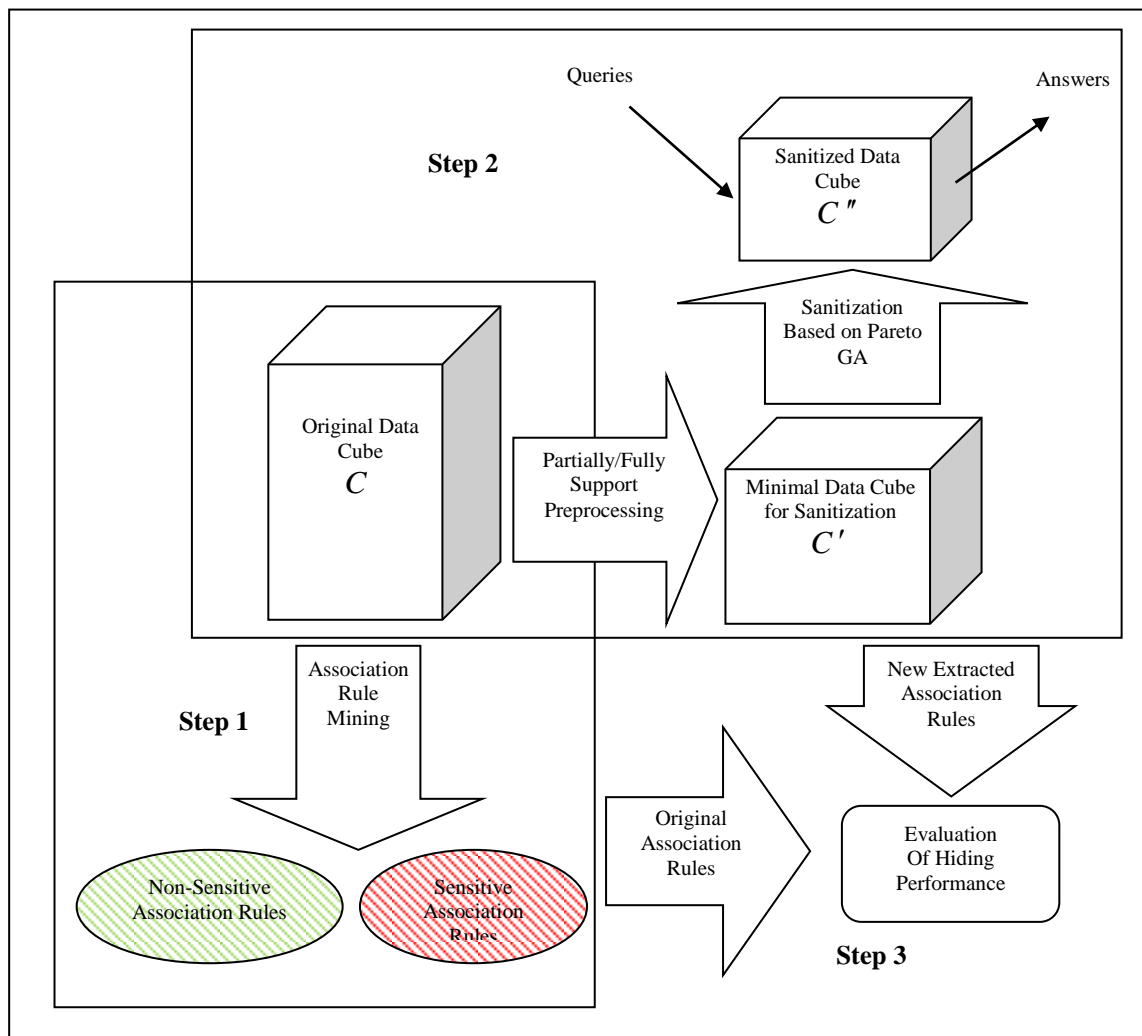 Queries
Answers
Step 2
Sanitized Data
Cube
C″
Sanitization
Based on Pareto
GA
Original Data
Cube
C
Partially/Fully
Support
Preprocessing
Minimal Data Cube
for Sanitization
C′
Association
Rule
Mining
Step 1
New Extracted
Association
Rules
Original
Association
Rules
Evaluation
Of Hiding
Performance
Non-Sensitive
Association Rules
Sensitive
Association
Rules
Step 3